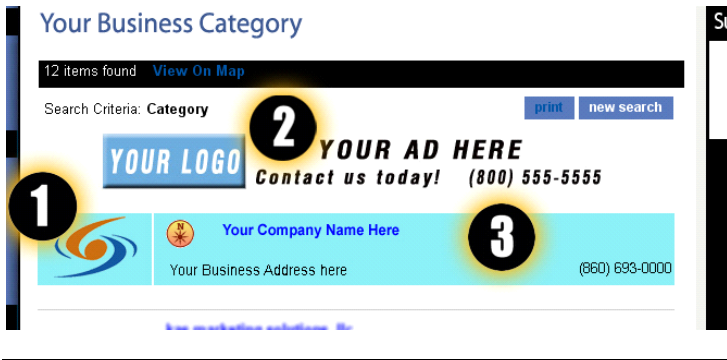 Your Business Category
Su
12 items found View On Map
Search Criteria: Category
print new search
2
YOUR LOGO
YOUR AD HERE
Contact us today! (800) 555-5555
1
N
Your Company Name Here
3
Your Business Address here
(860) 693-0000